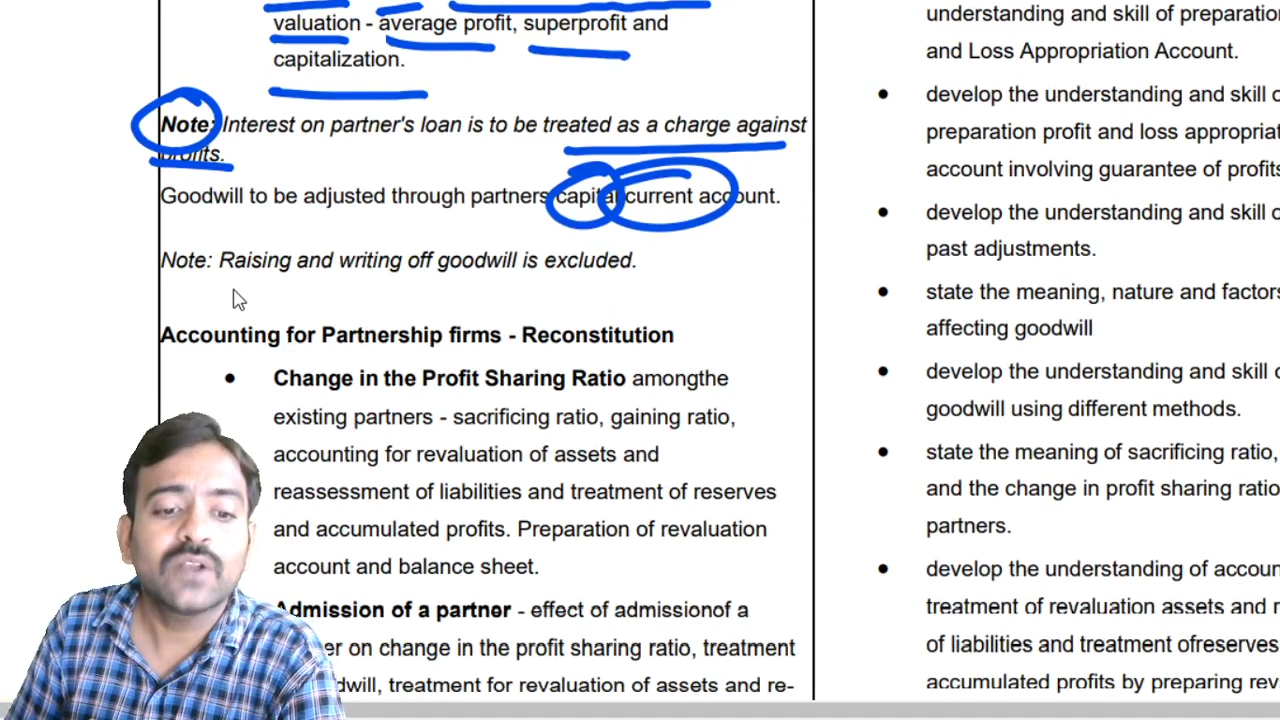 valuation - average profit, superprofit and
capitalization.
Note: Interest on partner's loan is to be treated as a charge against
profits.
Goodwill to be adjusted through partners capital current account.
Note: Raising and writing off goodwill is excluded.
Accounting for Partnership firms - Reconstitution
● Change in the Profit Sharing Ratio amongthe
existing partners - sacrificing ratio, gaining ratio,
accounting for revaluation of assets and
reassessment of liabilities and treatment of reserves
and accumulated profits. Preparation of revaluation
account and balance sheet.
Admission of a partner - effect of admissionof a
er on change in the profit sharing ratio, treatment
dwill, treatment for revaluation of assets and re-
understanding and skill of preparation
and Loss Appropriation Account.
● develop the understanding and skill o
preparation profit and loss appropriat
account involving guarantee of profits
● develop the understanding and skill o
past adjustments.
● state the meaning, nature and factors
affecting goodwill
● develop the understanding and skill o
goodwill using different methods.
● state the meaning of sacrificing ratio,
and the change in profit sharing ratio
partners.
● develop the understanding of accoun
treatment of revaluation assets and r
of liabilities and treatment ofreserves
accumulated profits by preparing rev